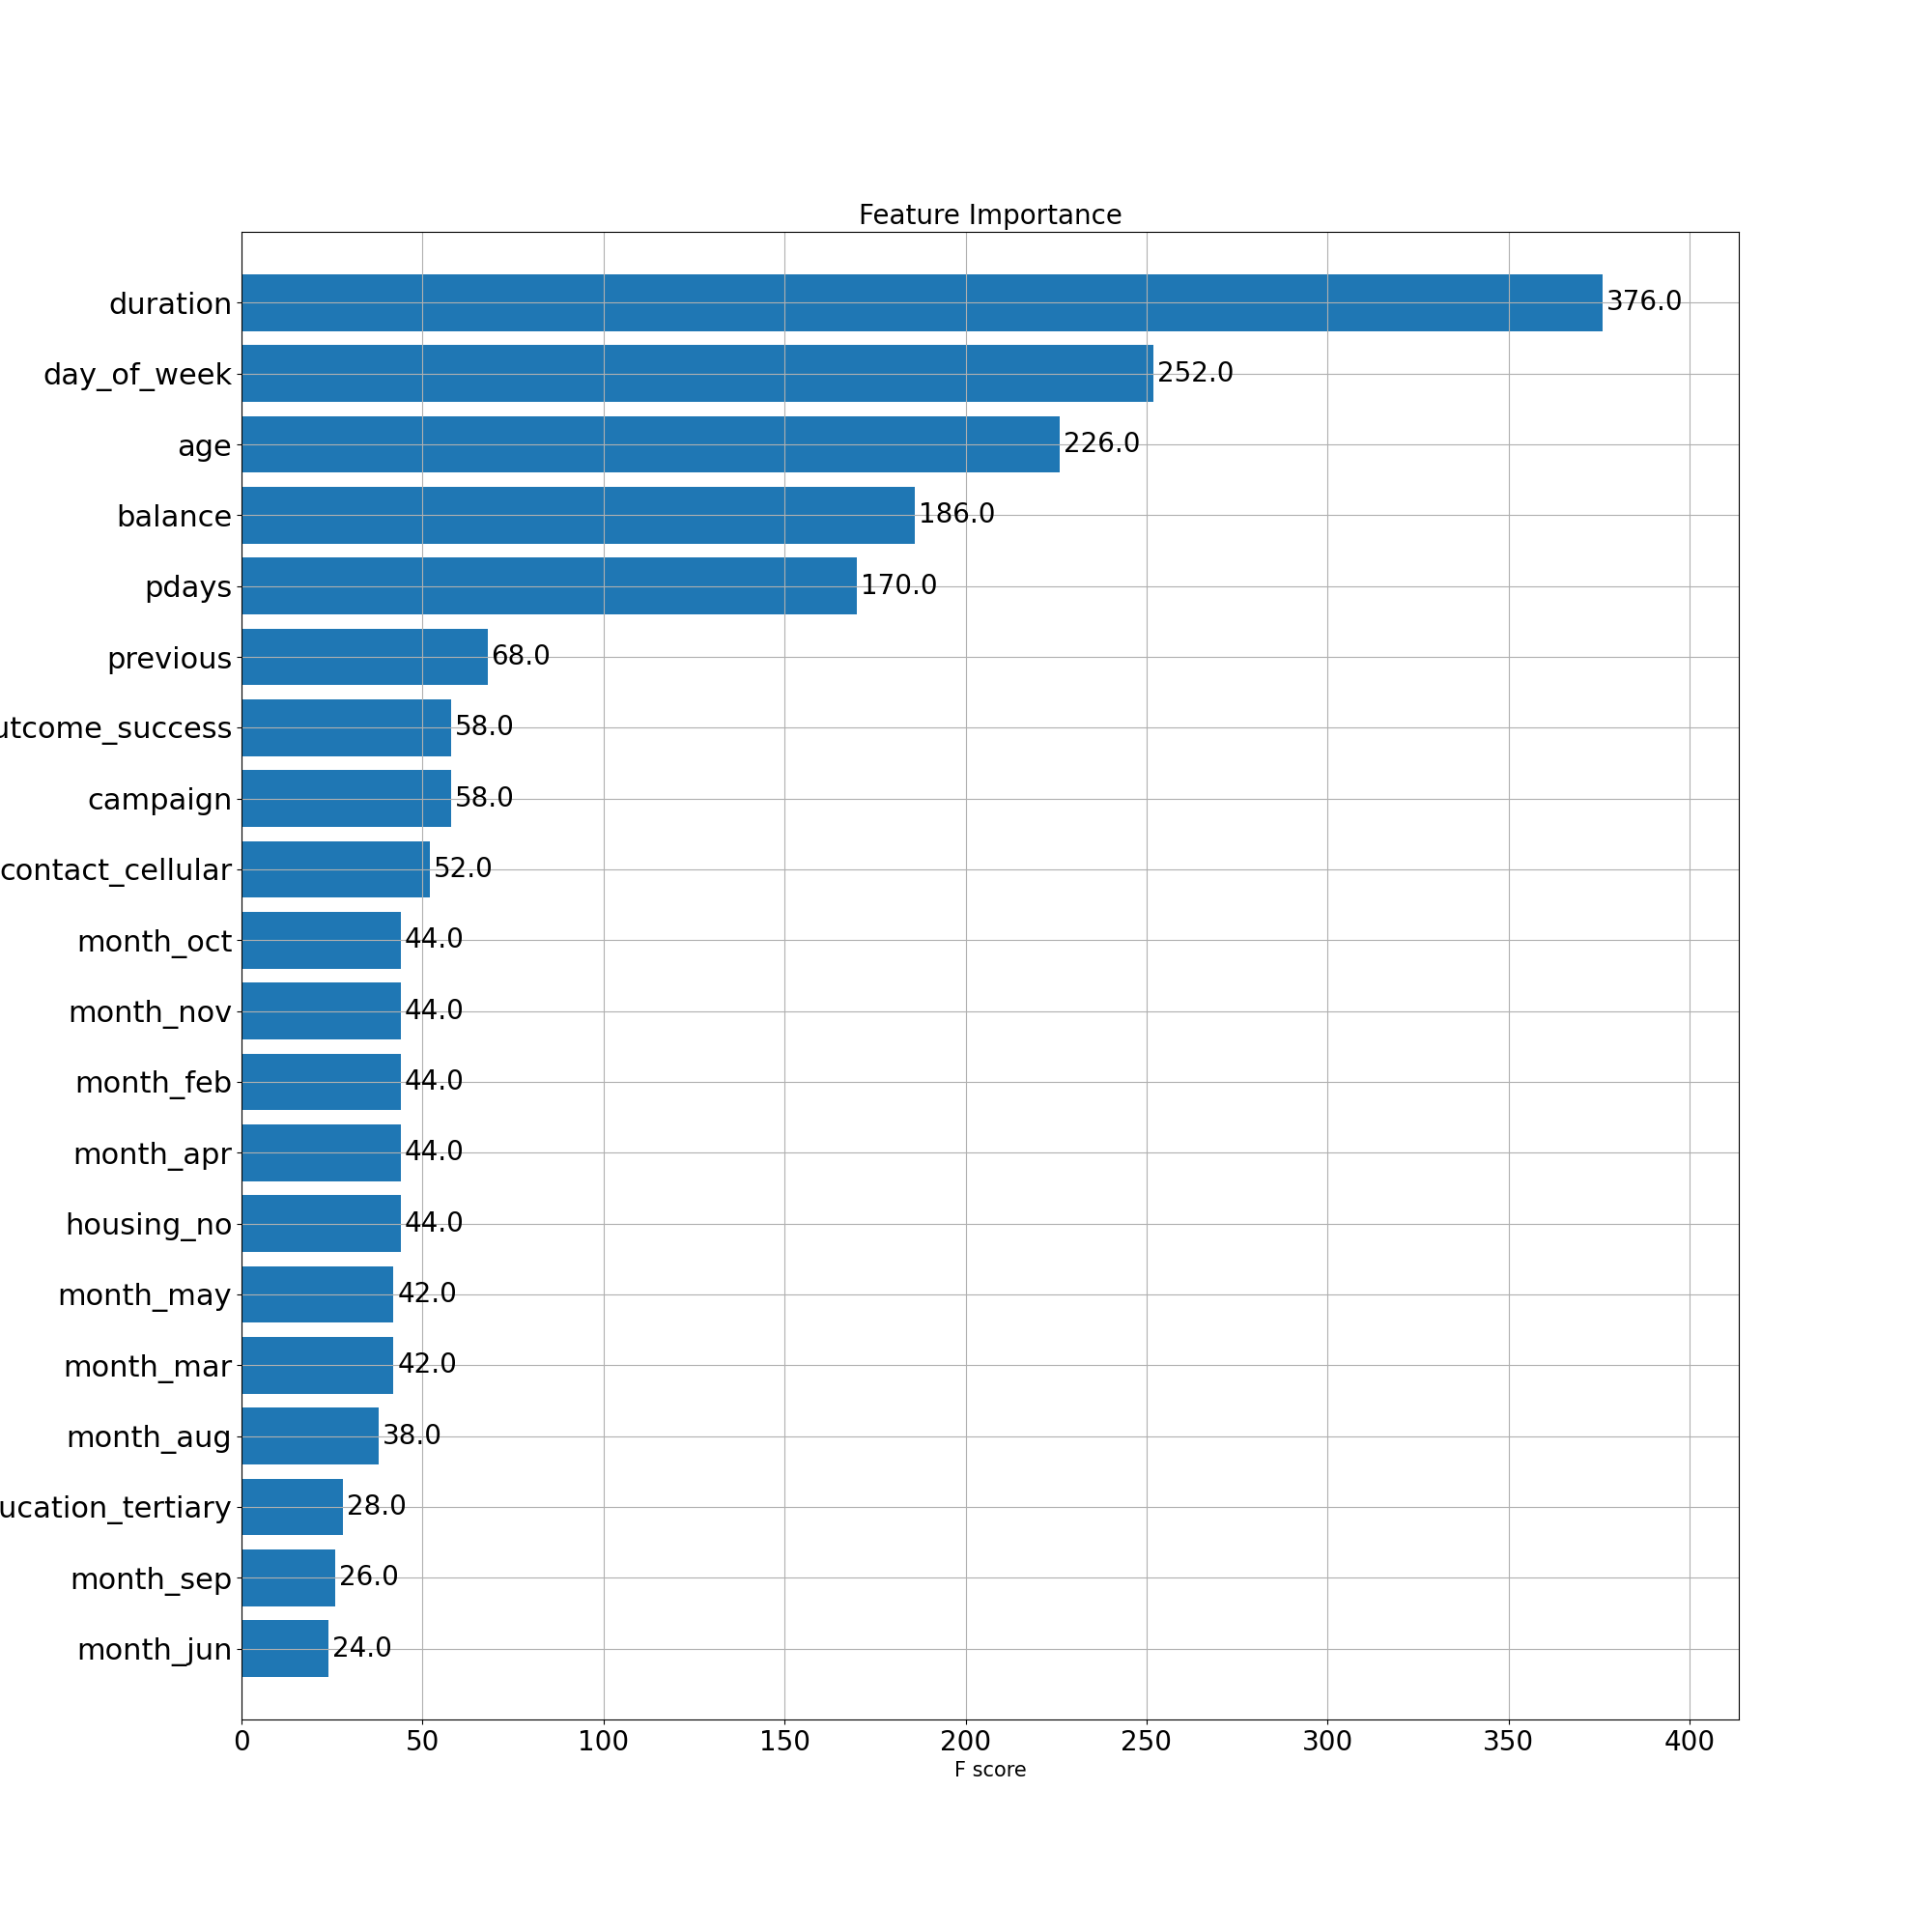 Feature Importance
duration 376.0
day_of_week 252.0
age 226.0
balance 186.0
pdays 170.0
previous 68.0
utcome_success 58.0
campaign 58.0
contact_cellular 52.0
month_oct 44.0
month_nov 44.0
month_feb 44.0
month_apr 44.0
housing_no 44.0
month_may 42.0
month_mar 42.0
month_aug 38.0
ucation_tertiary 28.0
month_sep 26.0
month_jun 24.0
0 50 100 150 200 250 300 350 400
F score